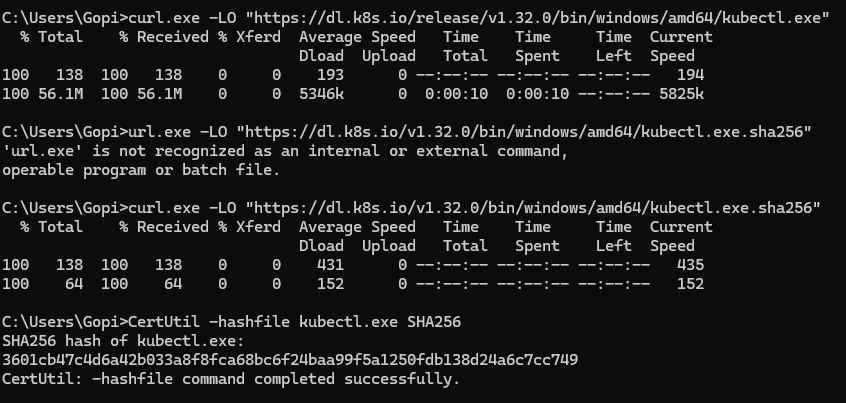 C:\Users\Gopi>curl.exe -LO "https://dl.k8s.io/release/v1.32.0/bin/windows/amd64/kubectl.exe"
  % Total    % Received % Xferd  Average Speed   Time    Time     Time  Current
                                 Dload  Upload   Total   Spent    Left  Speed
100   138  100   138    0     0    193      0 --:--:-- --:--:-- --:--:--   194
100 56.1M  100 56.1M    0     0  5346k      0  0:00:10  0:00:10 --:--:-- 5825k

C:\Users\Gopi>url.exe -LO "https://dl.k8s.io/v1.32.0/bin/windows/amd64/kubectl.exe.sha256"
'url.exe' is not recognized as an internal or external command,
operable program or batch file.

C:\Users\Gopi>curl.exe -LO "https://dl.k8s.io/v1.32.0/bin/windows/amd64/kubectl.exe.sha256"
  % Total    % Received % Xferd  Average Speed   Time    Time     Time  Current
                                 Dload  Upload   Total   Spent    Left  Speed
100   138  100   138    0     0    431      0 --:--:-- --:--:-- --:--:--   435
100    64  100    64    0     0    152      0 --:--:-- --:--:-- --:--:--   152

C:\Users\Gopi>CertUtil -hashfile kubectl.exe SHA256
SHA256 hash of kubectl.exe:
3601cb47c4d6a42b033a8f8fca68bc6f24baa99f5a1250fdb138d24a6c7cc749
CertUtil: -hashfile command completed successfully.